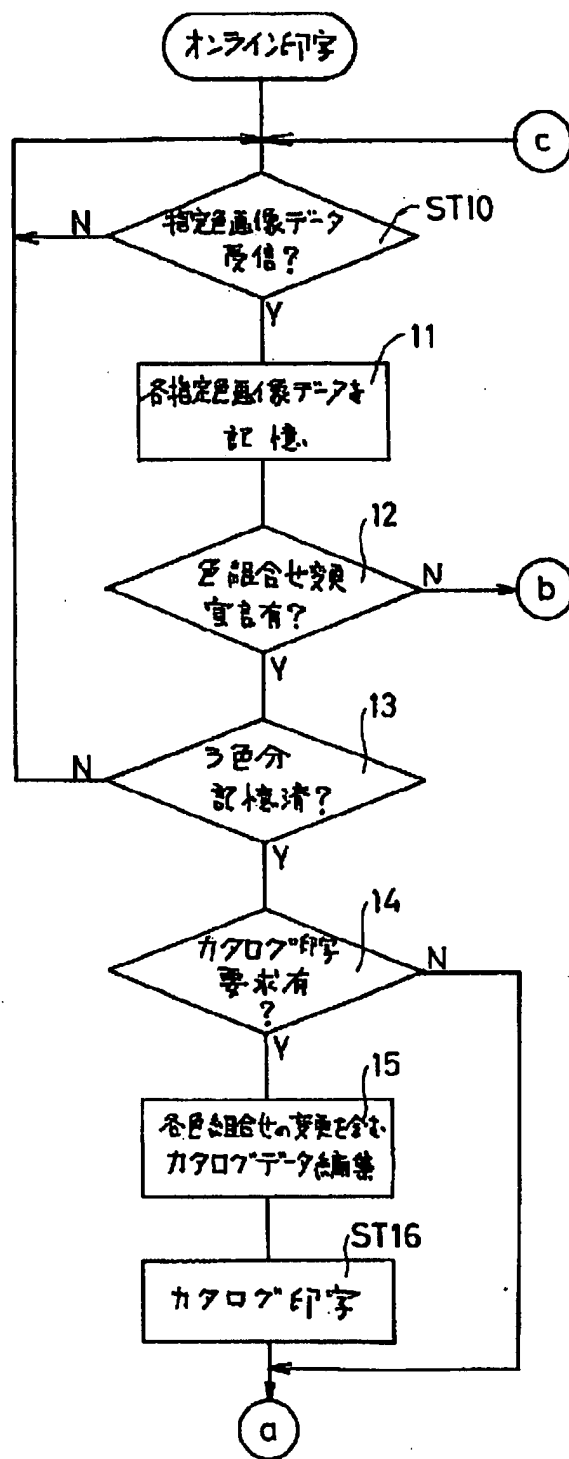 オンライン印字
c
指定色画像データ
受信?
ST10
N
Y
11
各指定色画像データを
記憶
12
色組合せ変更
宣言有?
N
b
Y
13
3色分
記憶済?
N
Y
14
カタログ印字
要求有
?
N
Y
15
各色組合せの変更を含む
カタログデータ編集
ST16
カタログ印字
a